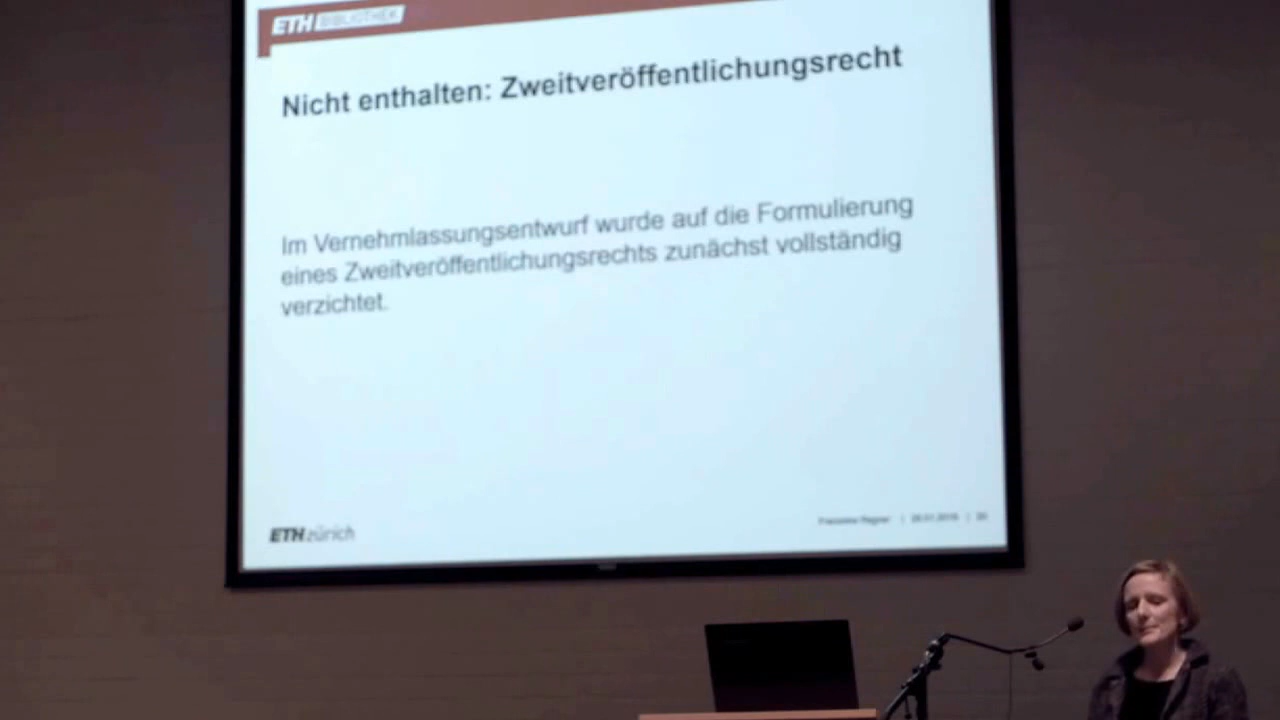 ETH BIBLIOTHEK
Nicht enthalten: Zweitveröffentlichungsrecht
Im Vernehmlassungsentwurf wurde auf die Formulierung
eines Zweitveröffentlichungsrechts zunächst vollständig
verzichtet.
ETH zürich